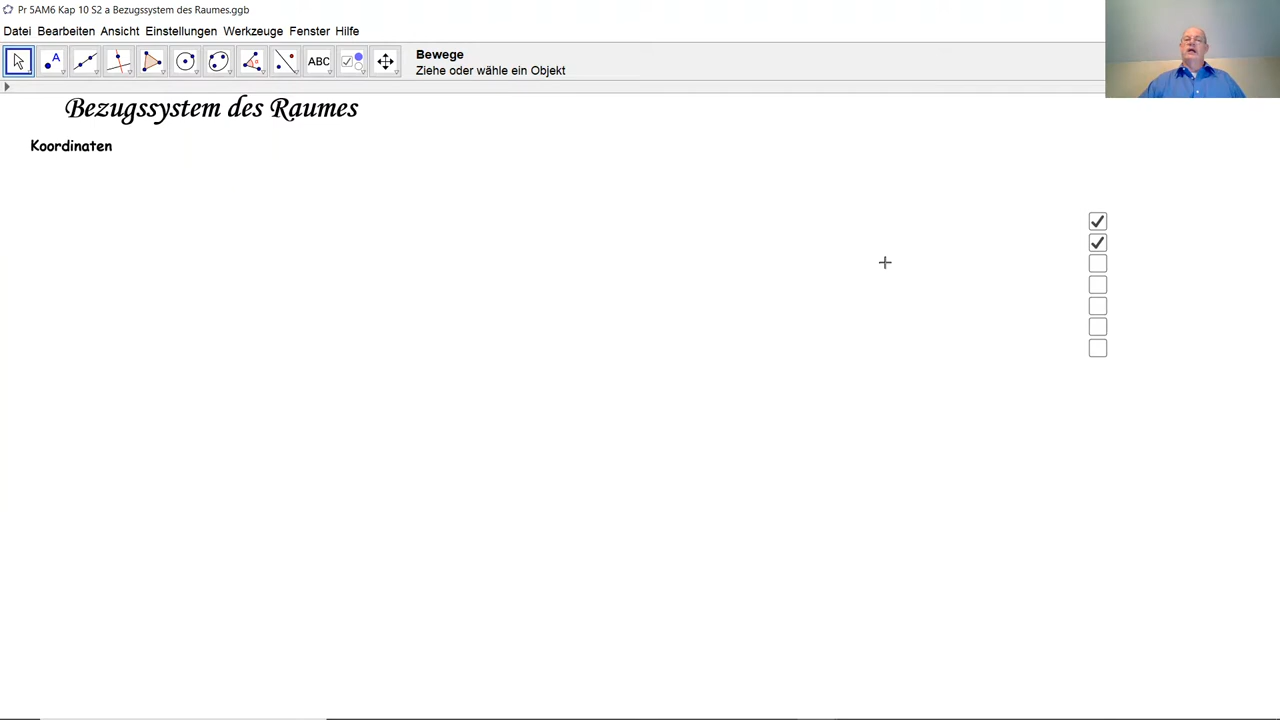 Pr 5AM6 Kap 10 S2 a Bezugssystem des Raumes.ggb
Datei Bearbeiten Ansicht Einstellungen Werkzeuge Fenster Hilfe
A
ABC
Bewege
Ziehe oder wähle ein Objekt
Bezugssystem des Raumes
Koordinaten